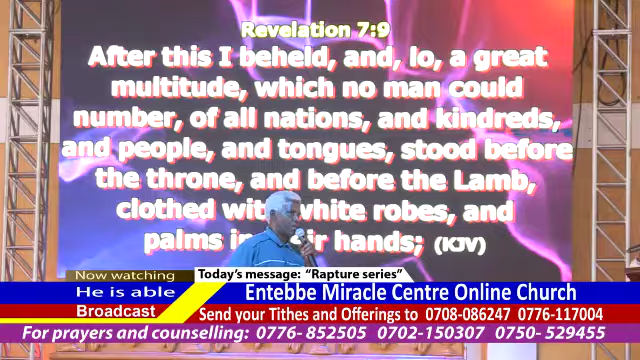 Revelation 7:9
After this I beheld, and, lo, a great
multitude, which no man could
number, of all nations, and kindreds,
and people, and tongues, stood before
the throne, and before the Lamb,
clothed with white robes, and
palms in hands; (KJV)
Now watching
Today's message: "Rapture series"
He is able
Broadcast
Entebbe Miracle Centre Online Church
Send your Tithes and Offerings to 0708-086247 0776-117004
For prayers and counselling: 0776- 852505 0702-150307 0750- 529455